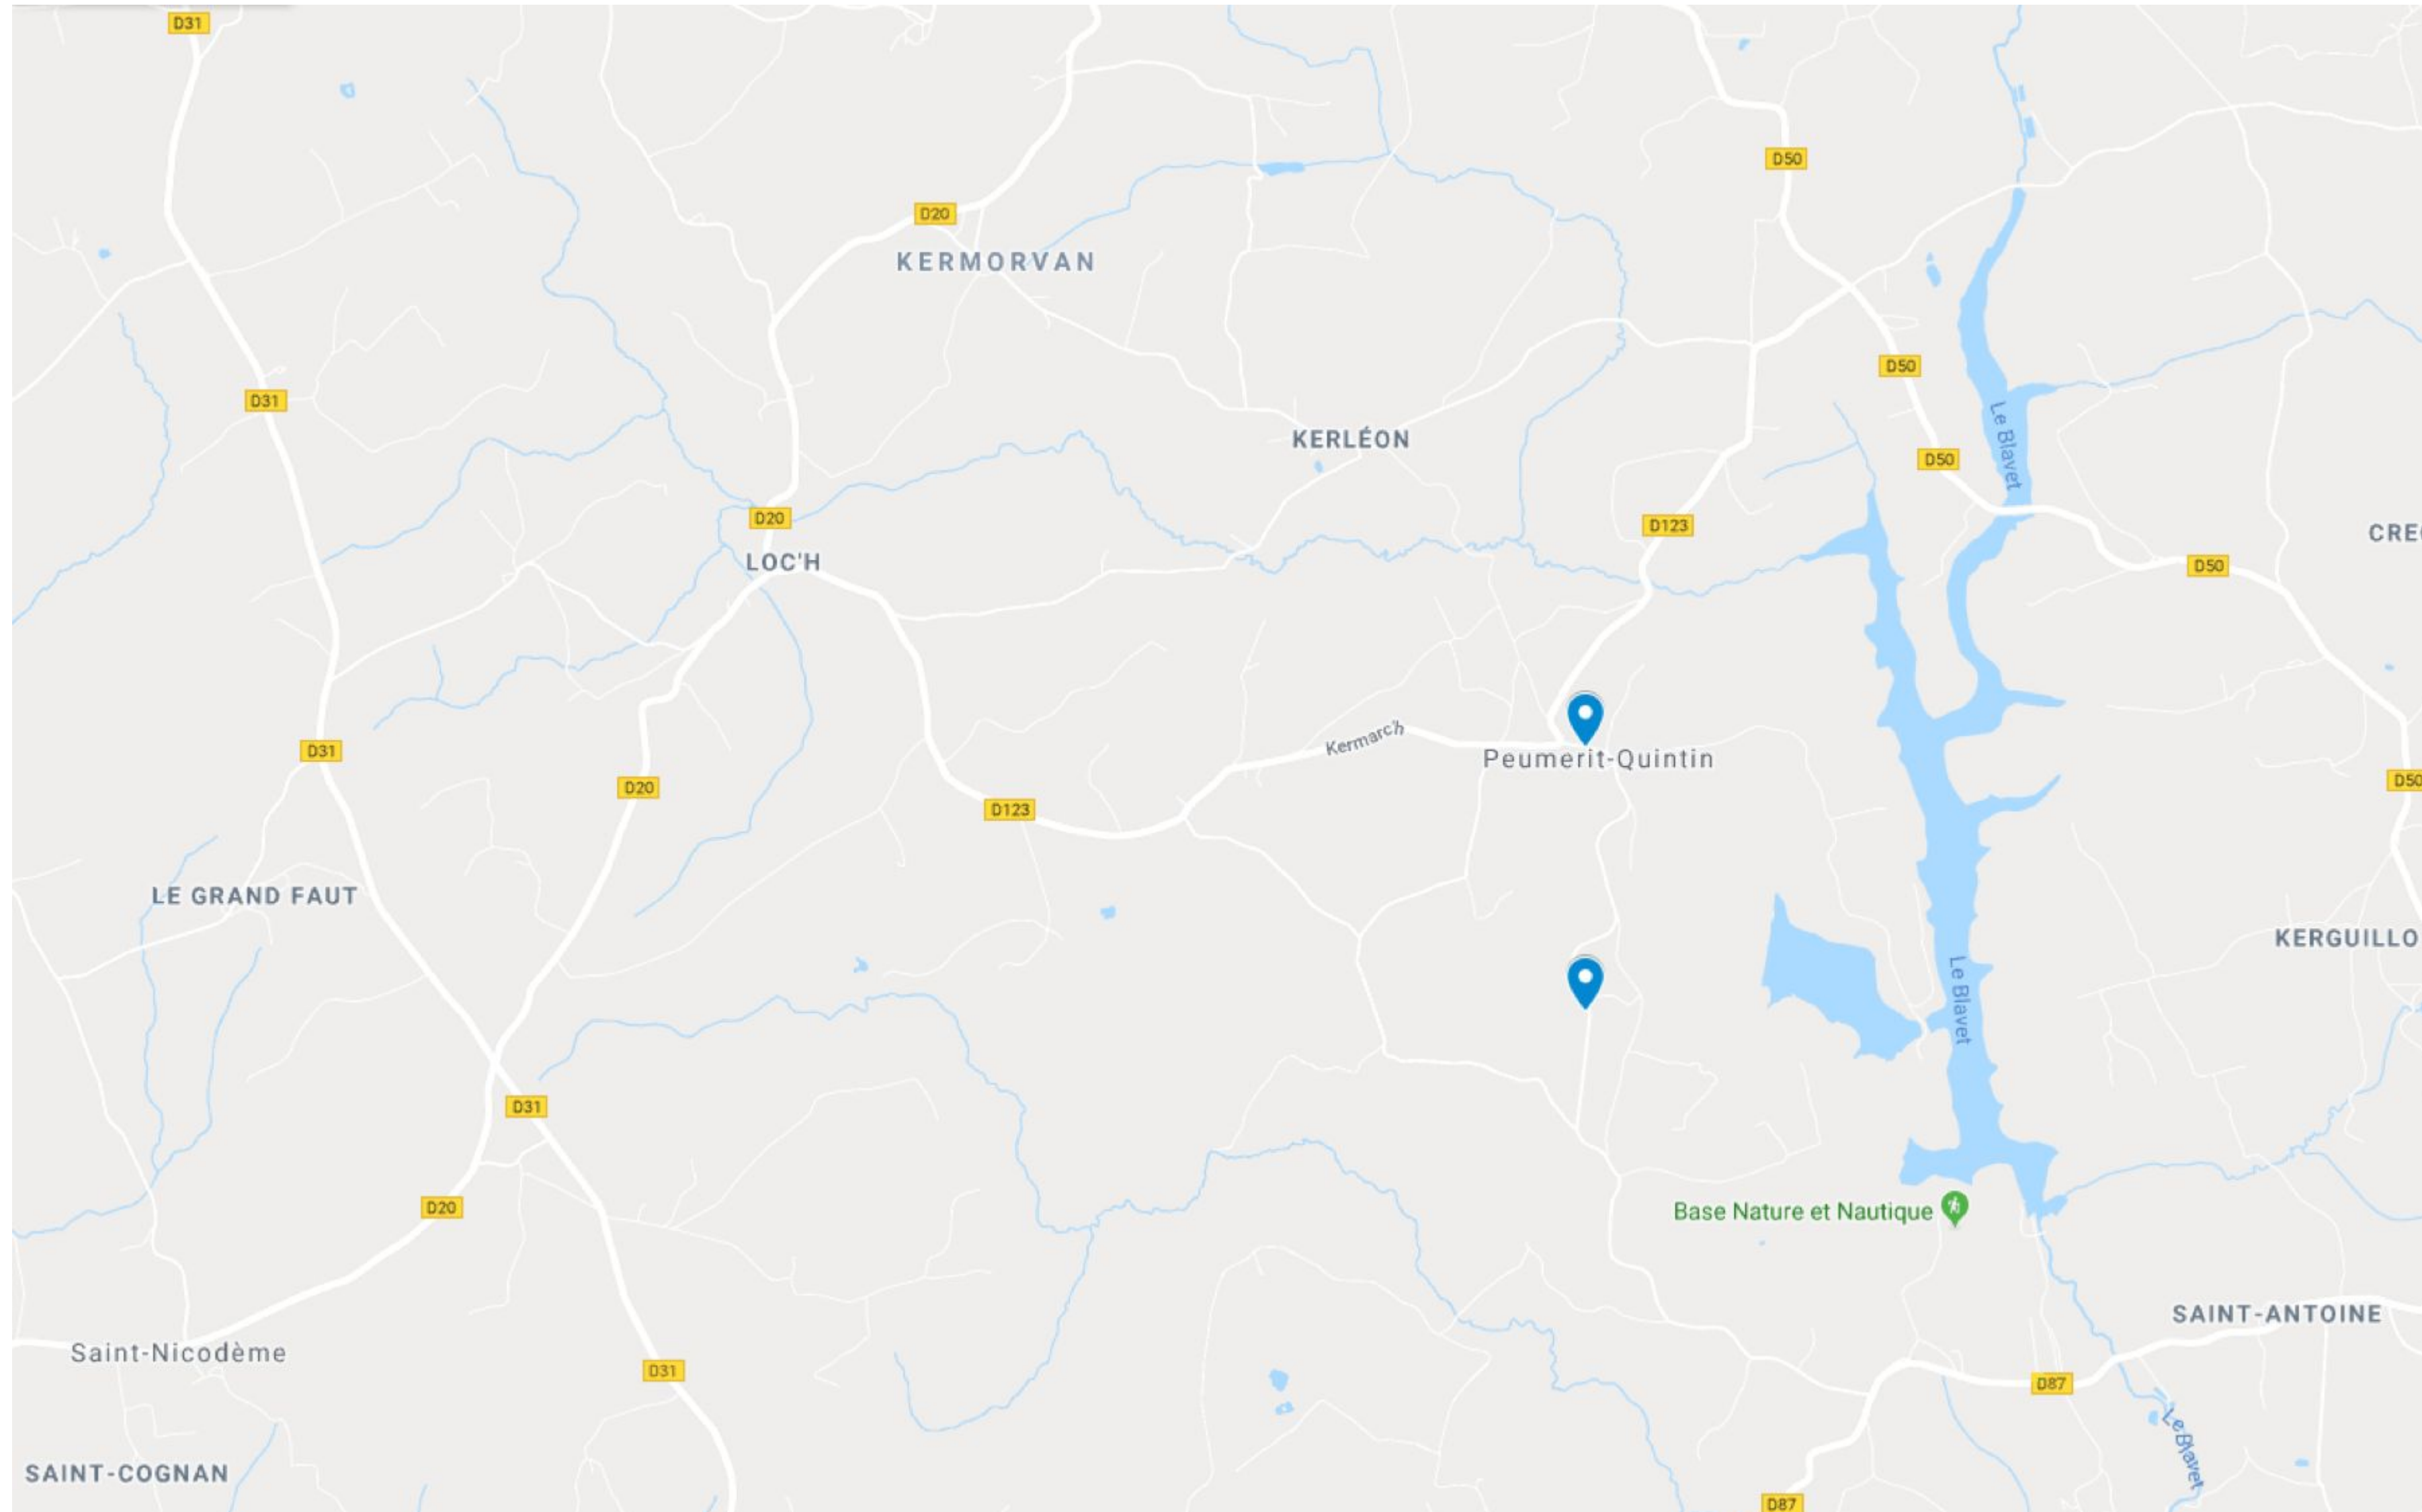 D31
D50
D20
KERMORVAN
D50
D31
Le Blavet
KERLÉON
D50
D20
D123
CRE
LOC'H
D50
Kermarc'h
D31
Peumerit-Quintin
D50
D20
D123
LE GRAND FAUT
KERGUILLO
Le Blavet
D31
D20
Base Nature et Nautique
SAINT-ANTOINE
Saint-Nicodème
D31
D87
Le Blavet
SAINT-COGNAN
D87